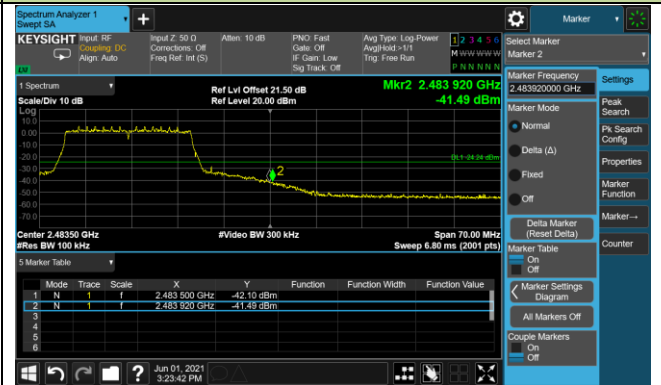 Spectrum Analyzer 1
Swept SA
+
Marker
KEYSIGHT
Input: RF
Coupling: DC
Align: Auto
Input Z: 50 Ω
Corrections: Off
Freq Ref: Int (S)
Atten: 10 dB
PNO: Fast
Gate: Off
IF Gain: Low
Sig Track: Off
Avg Type: Log-Power
Avg|Hold:>1/1
Trig: Free Run
1 2 3 4 5 6
M W W W W W
P N N N N N
Select Marker
Marker 2
1 Spectrum
Scale/Div 10 dB
Ref Lvl Offset 21.50 dB
Ref Level 20.00 dBm
Mkr2 2.483 920 GHz
-41.49 dBm
Log
10.0
0.00
-10.0
-20.0
-30.0
-40.0
-50.0
-60.0
-70.0
DL1 -24.24 dBm
2
Center 2.48350 GHz
#Res BW 100 kHz
#Video BW 300 kHz
Span 70.00 MHz
Sweep 6.80 ms (2001 pts)
5 Marker Table
Mode Trace Scale X Y Function Function Width Function Value
1 N 1 f 2.483 500 GHz -42.10 dBm
2 N 1 f 2.483 920 GHz -41.49 dBm
3
4
5
6
Marker Frequency
2.483920000 GHz
Marker Mode
Normal
Delta (Δ)
Fixed
Off
Delta Marker
(Reset Delta)
Marker Table
On
Off
Marker Settings
Diagram
All Markers Off
Couple Markers
On
Off
Settings
Peak
Search
Pk Search
Config
Properties
Marker
Function
Marker→
Counter
?
Jun 01, 2021
3:23:42 PM